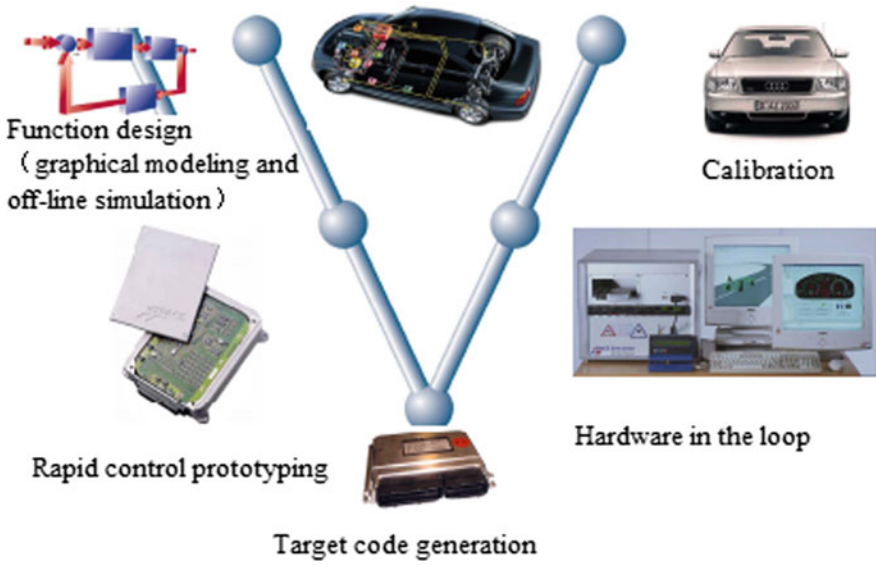 Function design
（graphical modeling and
off-line simulation）
Calibration
Rapid control prototyping
Hardware in the loop
Target code generation